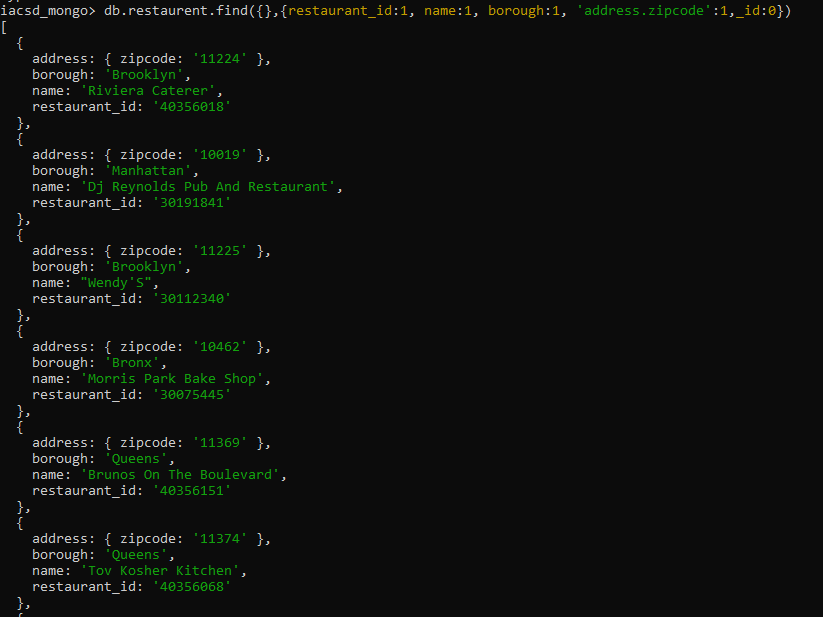 iacsd_mongo> db.restaurent.find({},{restaurant_id:1, name:1, borough:1, 'address.zipcode':1,_id:0})
[
  {
    address: { zipcode: '11224' },
    borough: 'Brooklyn',
    name: 'Riviera Caterer',
    restaurant_id: '40356018'
  },
  {
    address: { zipcode: '10019' },
    borough: 'Manhattan',
    name: 'Dj Reynolds Pub And Restaurant',
    restaurant_id: '30191841'
  },
  {
    address: { zipcode: '11225' },
    borough: 'Brooklyn',
    name: "Wendy'S",
    restaurant_id: '30112340'
  },
  {
    address: { zipcode: '10462' },
    borough: 'Bronx',
    name: 'Morris Park Bake Shop',
    restaurant_id: '30075445'
  },
  {
    address: { zipcode: '11369' },
    borough: 'Queens',
    name: 'Brunos On The Boulevard',
    restaurant_id: '40356151'
  },
  {
    address: { zipcode: '11374' },
    borough: 'Queens',
    name: 'Tov Kosher Kitchen',
    restaurant_id: '40356068'
  },